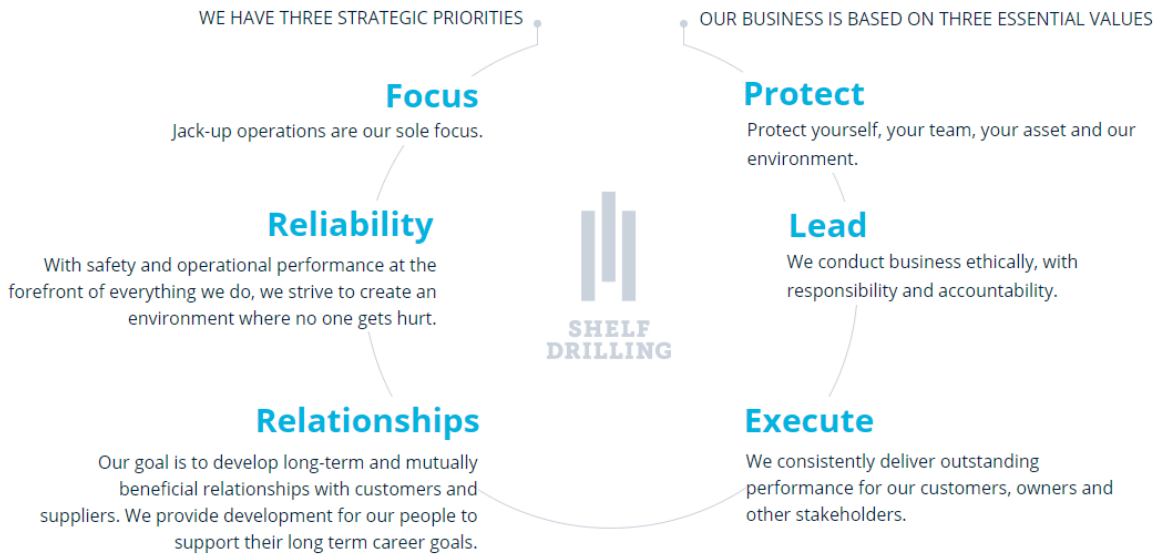 WE HAVE THREE STRATEGIC PRIORITIES
Focus
Jack-up operations are our sole focus.
Reliability
With safety and operational performance at the
forefront of everything we do, we strive to create an
environment where no one gets hurt.
Relationships
Our goal is to develop long-term and mutually
beneficial relationships with customers and
suppliers. We provide development for our people to
support their long term career goals.
SHELF
DRILLING
OUR BUSINESS IS BASED ON THREE ESSENTIAL VALUES
Protect
Protect yourself, your team, your asset and our
environment.
Lead
We conduct business ethically, with
responsibility and accountability.
Execute
We consistently deliver outstanding
performance for our customers, owners and
other stakeholders.